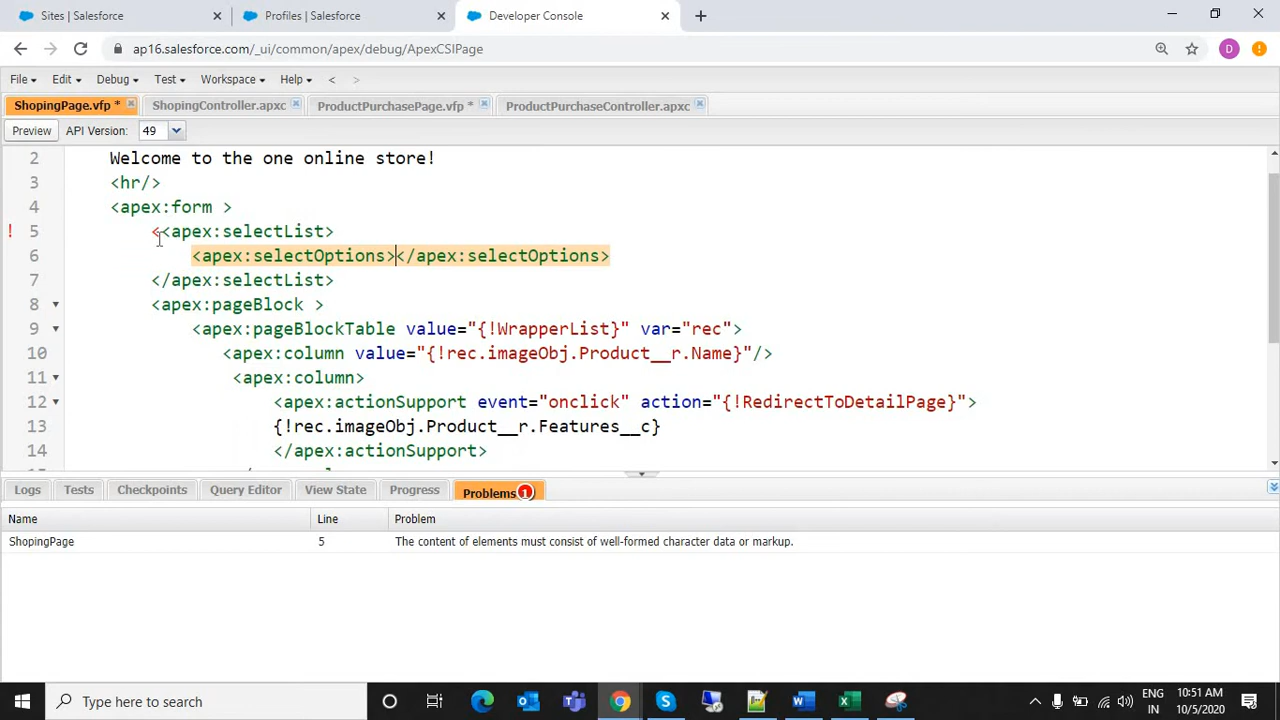 Sites | Salesforce × Profiles | Salesforce × Developer Console × +
ap16.salesforce.com/_ui/common/apex/debug/ApexCSIPage D
File Edit Debug Test Workspace Help < >
ShopingPage.vfp * ShopingController.apxc ProductPurchasePage.vfp * ProductPurchaseController.apxc
Preview API Version: 49
2 Welcome to the one online store!
3 <hr/>
4 <apex:form >
! 5 <<apex:selectList>
6 <apex:selectOptions></apex:selectOptions>
7 </apex:selectList>
8 <apex:pageBlock >
9 <apex:pageBlockTable value="{!WrapperList}" var="rec">
10 <apex:column value="{!rec.imageObj.Product__r.Name}"/>
11 <apex:column>
12 <apex:actionSupport event="onclick" action="{!RedirectToDetailPage}">
13 {!rec.imageObj.Product__r.Features__c}
14 </apex:actionSupport>
Logs Tests Checkpoints Query Editor View State Progress Problems 1
Name Line Problem
ShopingPage 5 The content of elements must consist of well-formed character data or markup.
Type here to search
ENG 10:51 AM
IN 10/5/2020